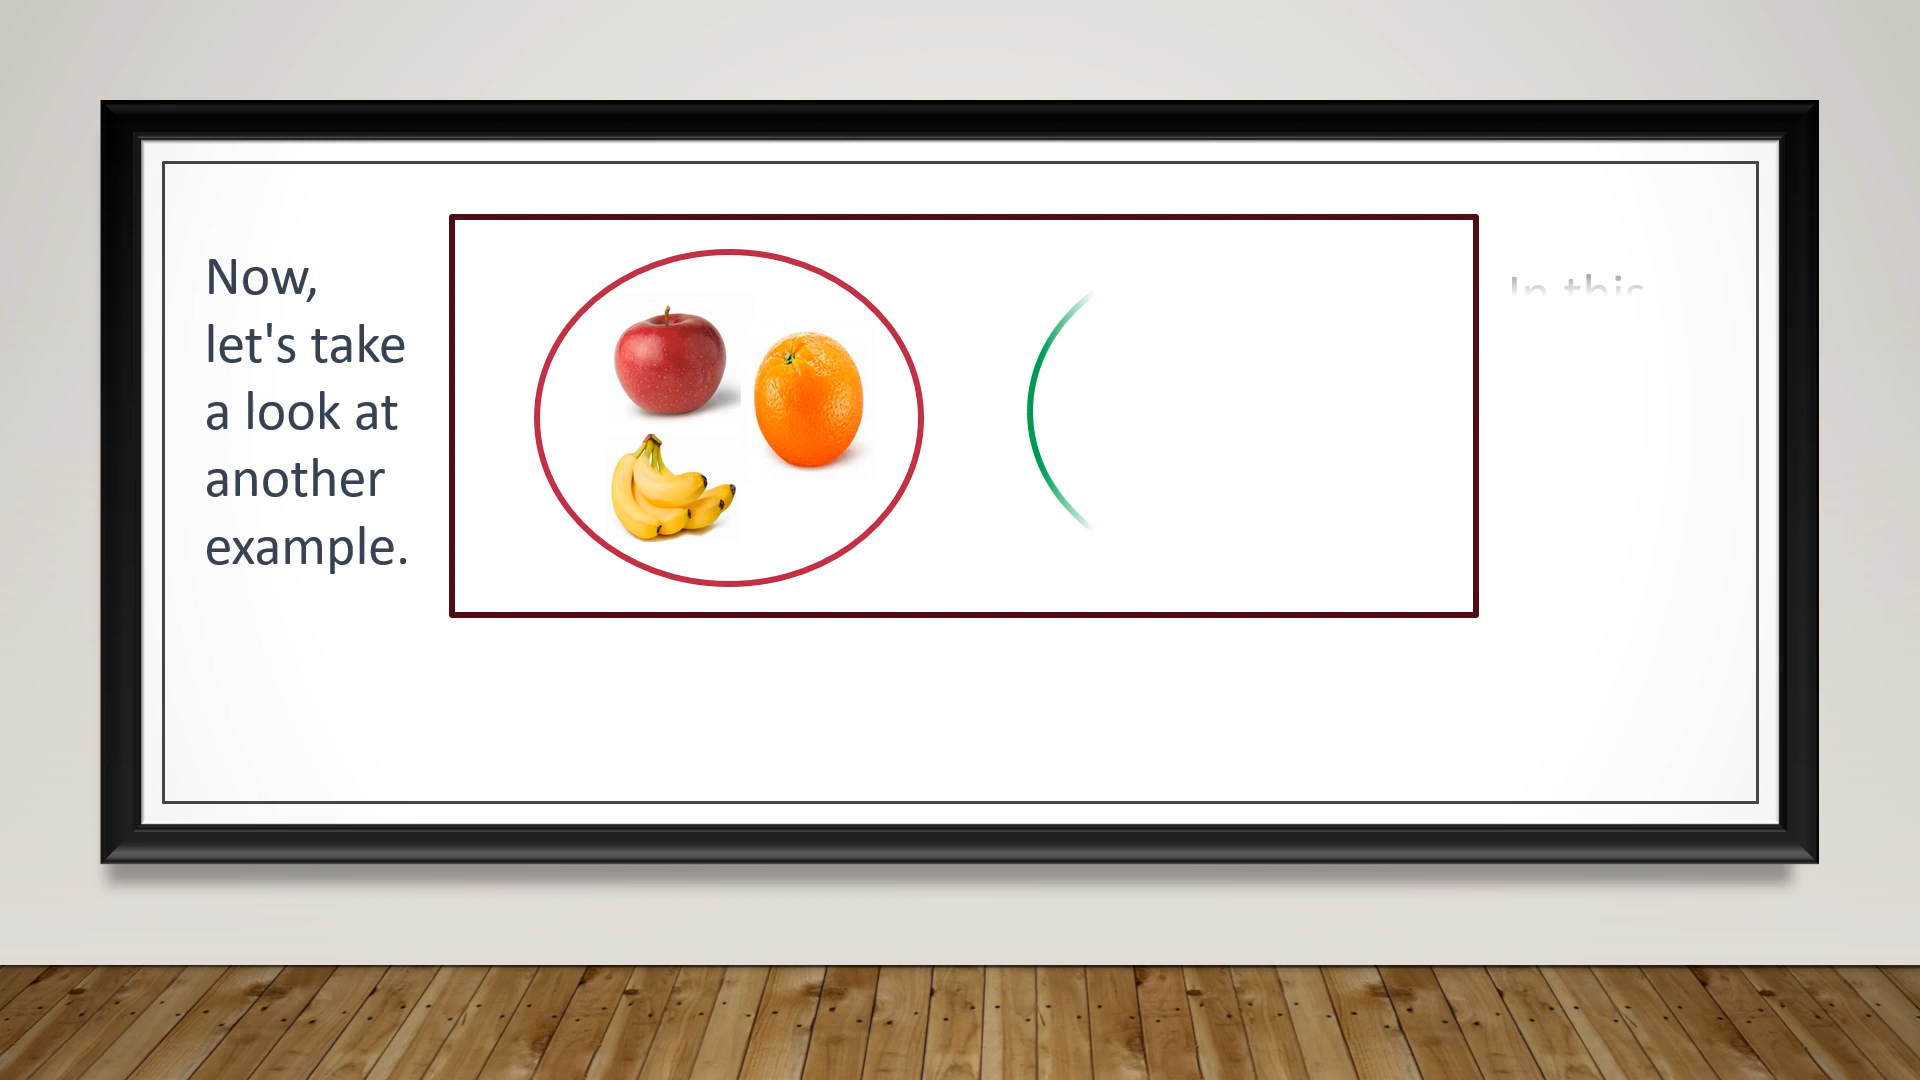 Now,
let's take
a look at
another
example.
In this